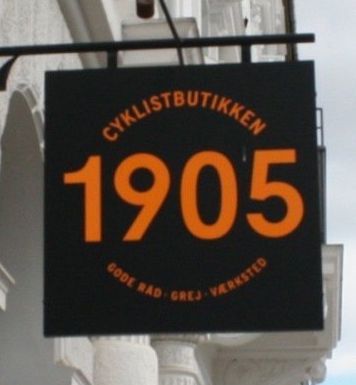 CYKLISTBUTIKKEN
1905
GODE RÅD · GREJ · VÆRKSTED